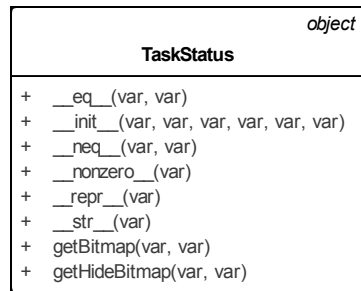 object
TaskStatus
+ __eq__(var, var)
+ __init__(var, var, var, var, var, var)
+ __neq__(var, var)
+ __nonzero__(var)
+ __repr__(var)
+ __str__(var)
+ getBitmap(var, var)
+ getHideBitmap(var, var)